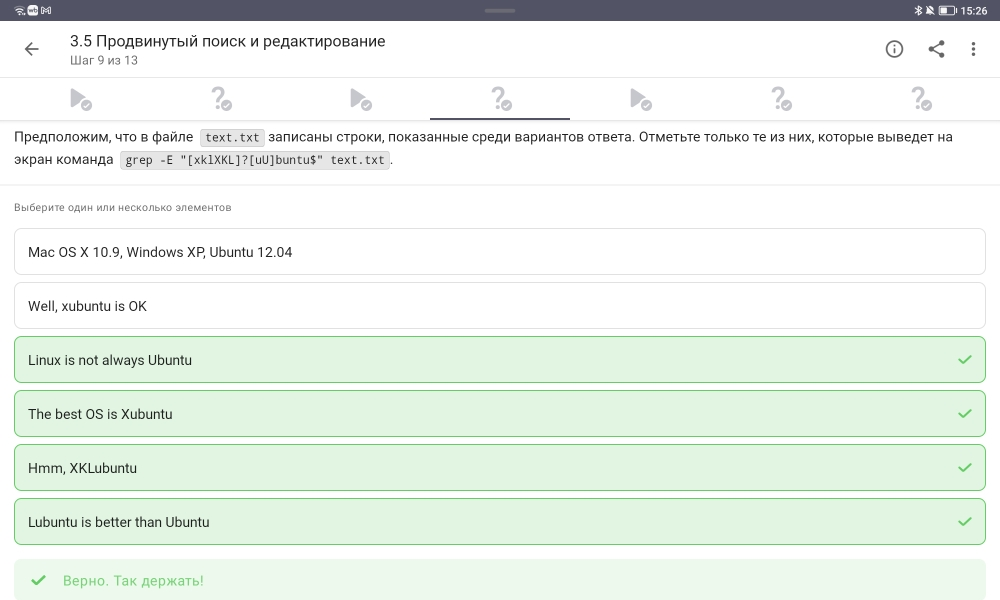 15:26
3.5 Продвинутый поиск и редактирование
Шаг 9 из 13
Предположим, что в файле text.txt записаны строки, показанные среди вариантов ответа. Отметьте только те из них, которые выведет на
экран команда grep -E "[xklXKL]?[uU]buntu$" text.txt.
Выберите один или несколько элементов
Mac OS X 10.9, Windows XP, Ubuntu 12.04
Well, xubuntu is OK
Linux is not always Ubuntu
The best OS is Xubuntu
Hmm, XKLubuntu
Lubuntu is better than Ubuntu
Верно. Так держать!